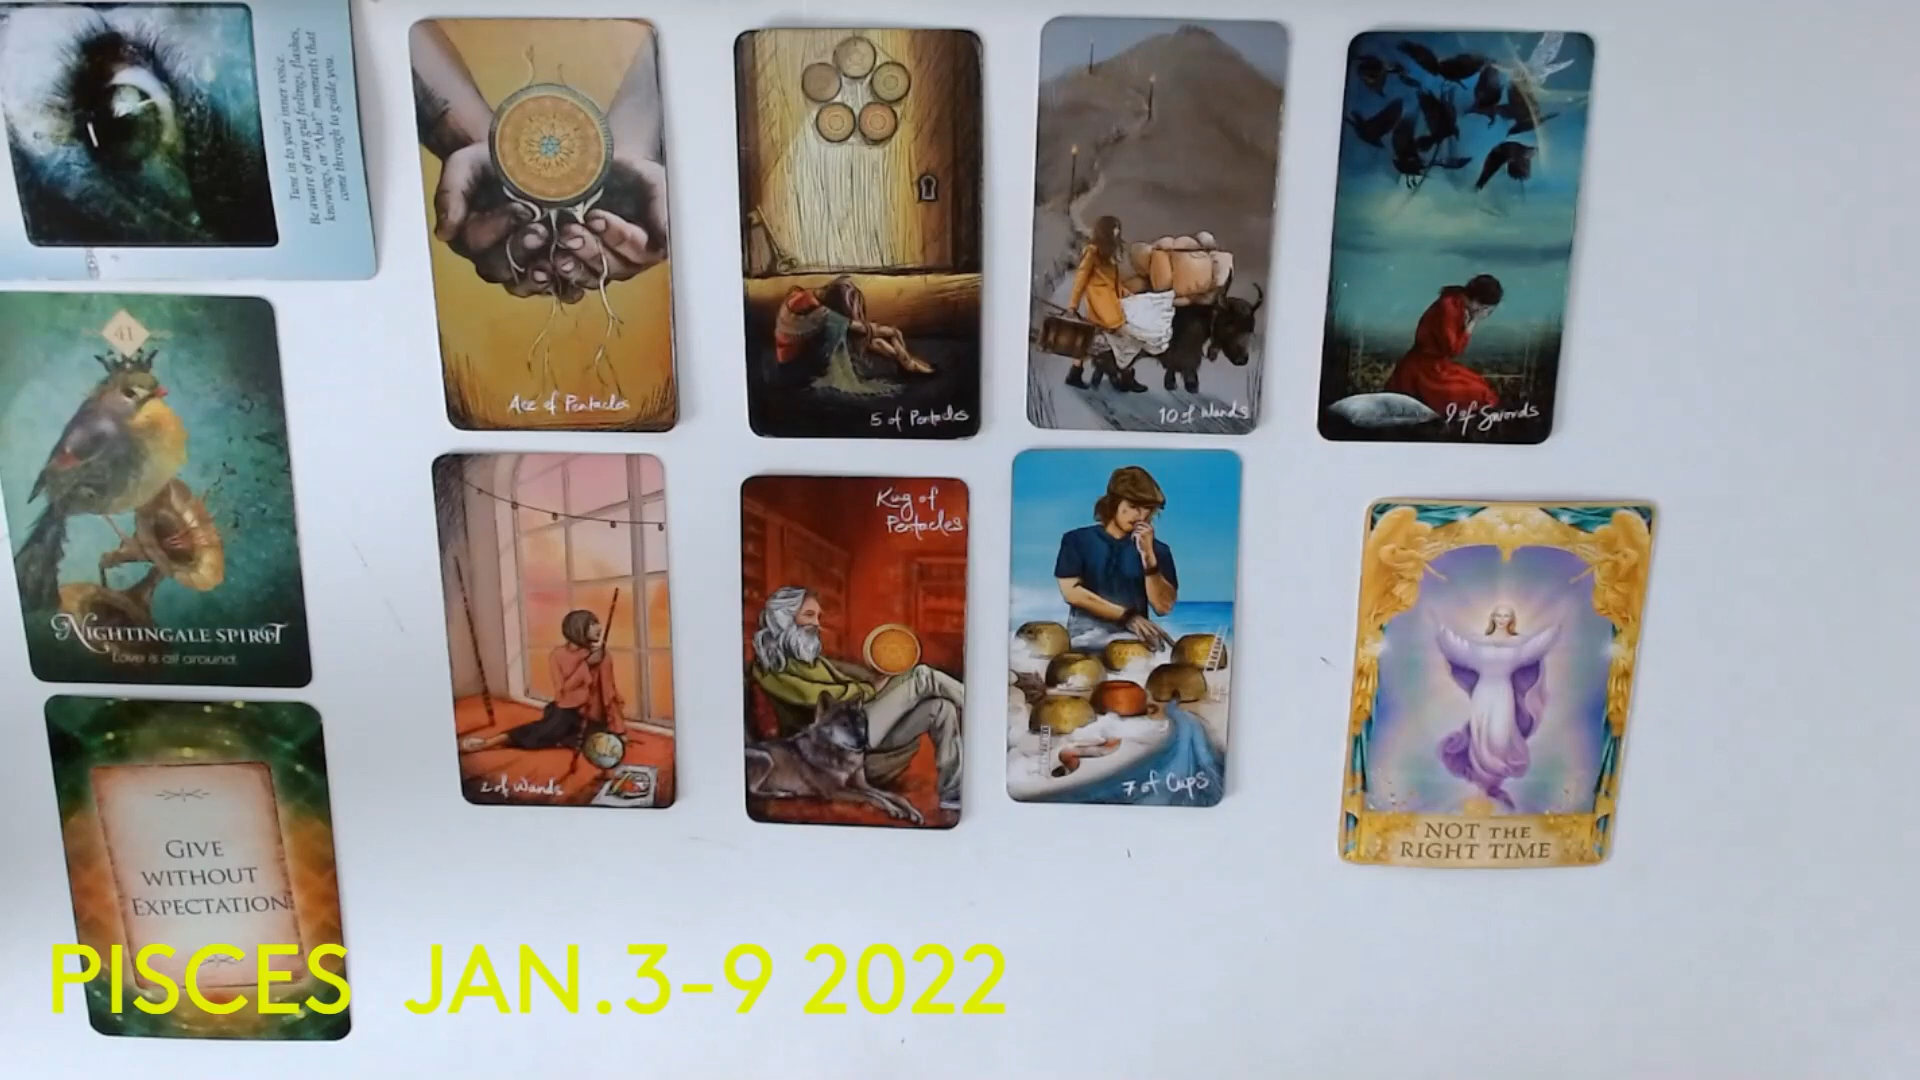 Tune in to your inner voice.
Be aware of any gut feelings, flashes,
knowings, or "Aha!" moments that
come through to guide you.
Ace of Pentacles
5 of Pentacles
10 of Wands
9 of Swords
41
NIGHTINGALE SPIRIT
Love is all around.
2 of Wands
King of
Pentacles
7 of Cups
NOT THE
RIGHT TIME
GIVE
WITHOUT
EXPECTATION
PISCES JAN.3-9 2022